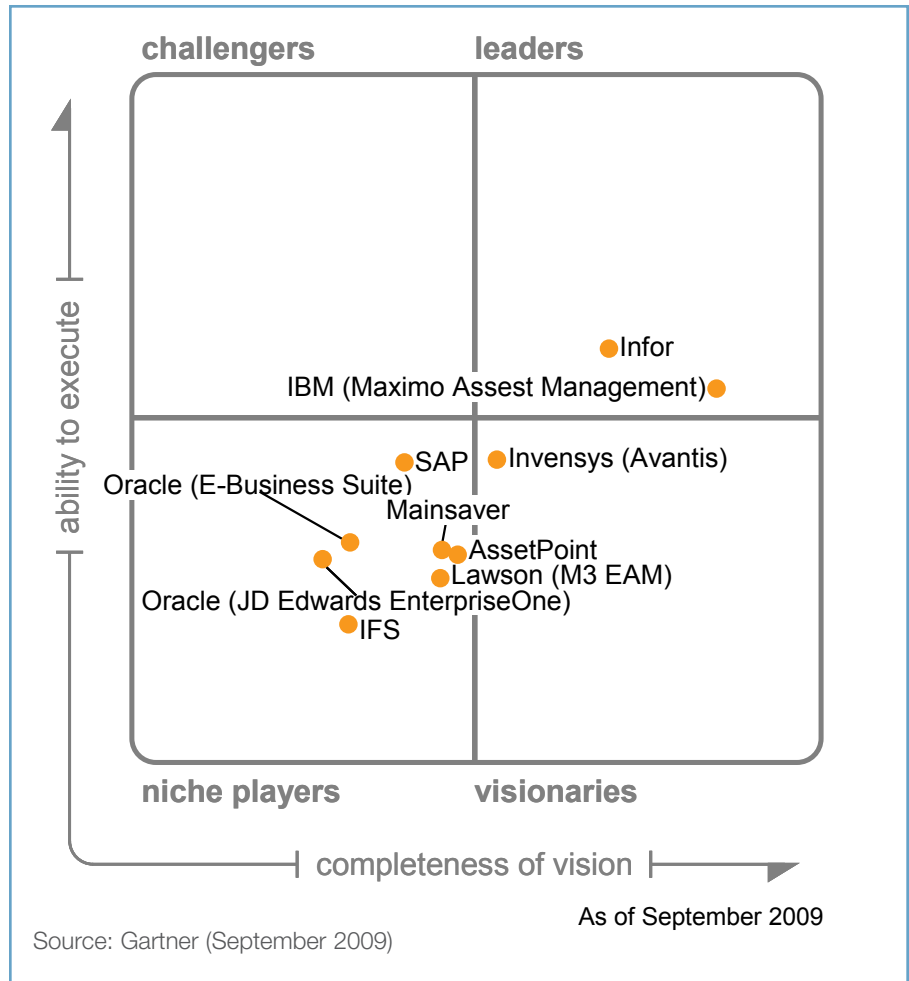 challengers
leaders
ability to execute
Infor
IBM (Maximo Assest Management)
SAP
Invensys (Avantis)
Oracle (E-Business Suite)
Mainsaver
AssetPoint
Lawson (M3 EAM)
Oracle (JD Edwards EnterpriseOne)
IFS
niche players
visionaries
completeness of vision
As of September 2009
Source: Gartner (September 2009)